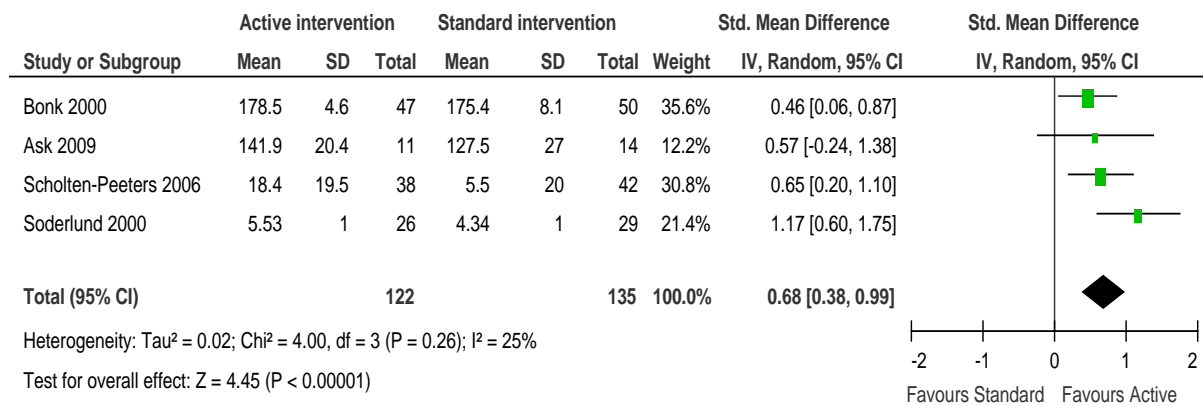 Active intervention Standard intervention Std. Mean Difference Std. Mean Difference
Study or Subgroup Mean SD Total Mean SD Total Weight IV, Random, 95% CI IV, Random, 95% CI
Bonk 2000 178.5 4.6 47 175.4 8.1 50 35.6% 0.46 [0.06, 0.87]
Ask 2009 141.9 20.4 11 127.5 27 14 12.2% 0.57 [-0.24, 1.38]
Scholten-Peeters 2006 18.4 19.5 38 5.5 20 42 30.8% 0.65 [0.20, 1.10]
Soderlund 2000 5.53 1 26 4.34 1 29 21.4% 1.17 [0.60, 1.75]
Total (95% CI) 122 135 100.0% 0.68 [0.38, 0.99]
Heterogeneity: Tau² = 0.02; Chi² = 4.00, df = 3 (P = 0.26); I² = 25%
Test for overall effect: Z = 4.45 (P < 0.00001)
-2 -1 0 1 2
Favours Standard Favours Active